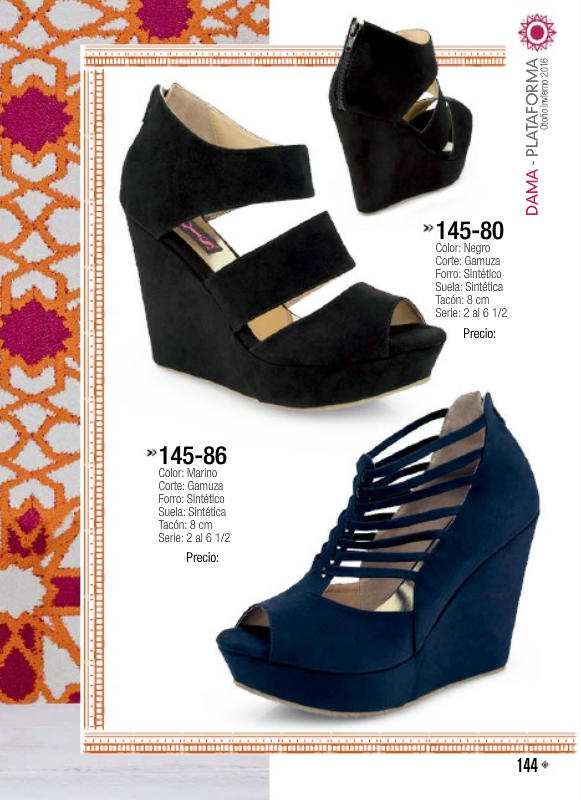 DAMA - PLATAFORMA
Otoño Invierno 2016
145-80
Color: Negro
Corte: Gamuza
Forro: Sintético
Suela: Sintética
Tacón: 8 cm
Serie: 2 al 6 1/2
Precio:
145-86
Color: Marino
Corte: Gamuza
Forro: Sintético
Suela: Sintética
Tacón: 8 cm
Serie: 2 al 6 1/2
Precio:
144